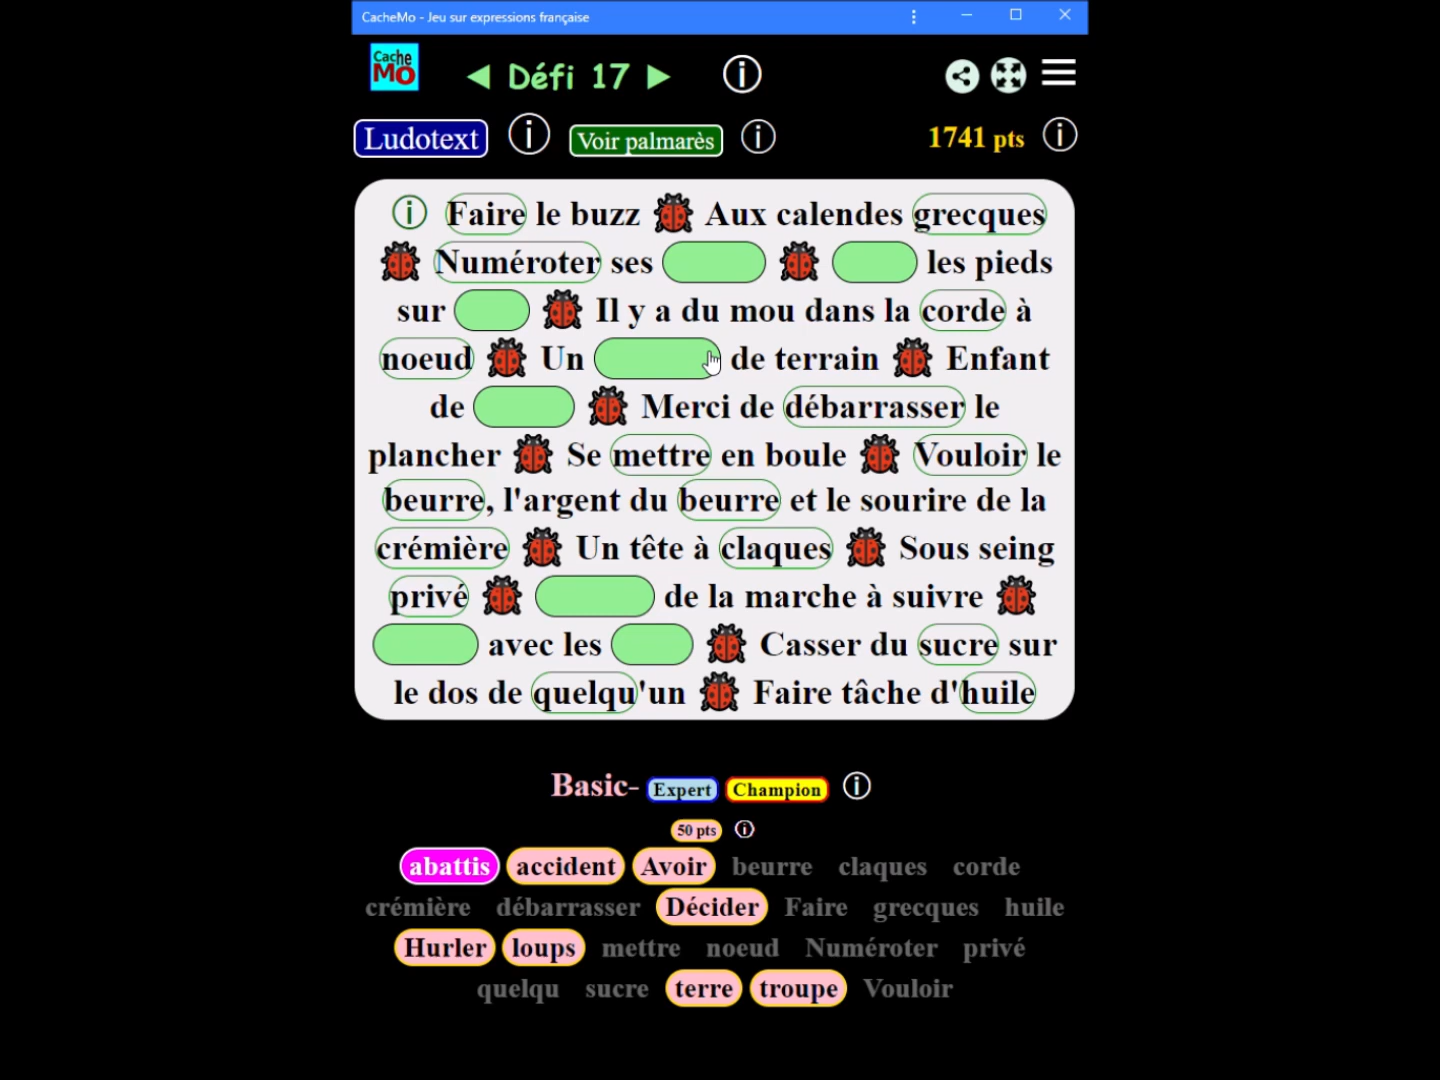 CacheMo - Jeu sur expressions française
Cache
MO
Défi 17
Ludotext
Voir palmarès
1741 pts
Faire le buzz Aux calendes grecques
Numéroter ses les pieds
sur Il y a du mou dans la corde à
noeud Un de terrain Enfant
de Merci de débarrasser le
plancher Se mettre en boule Vouloir le
beurre, l'argent du beurre et le sourire de la
crémière Un tête à claques Sous seing
privé de la marche à suivre
avec les Casser du sucre sur
le dos de quelqu'un Faire tâche d'huile
Basic- Expert Champion
50 pts
abattis accident Avoir beurre claques corde
crémière débarrasser Décider Faire grecques huile
Hurler loups mettre noeud Numéroter privé
quelqu sucre terre troupe Vouloir